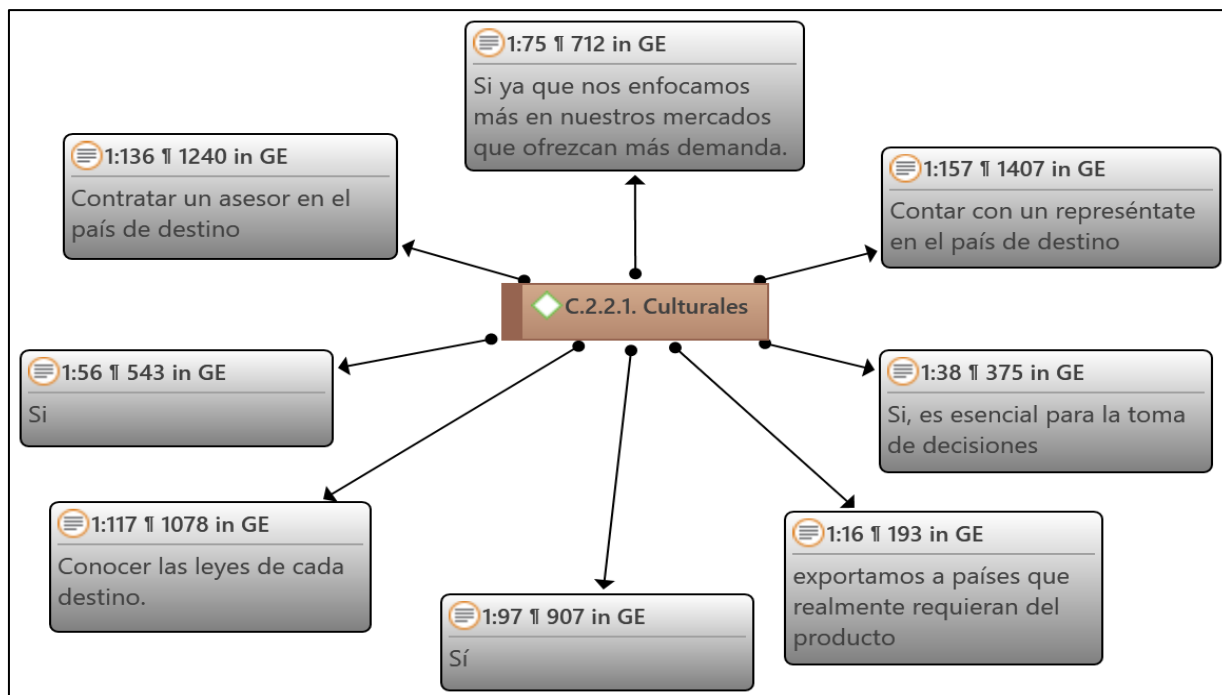 1:75 ¶ 712 in GE
Si ya que nos enfocamos
más en nuestros mercados
que ofrezcan más demanda.
1:136 ¶ 1240 in GE
Contratar un asesor en el
país de destino
1:157 ¶ 1407 in GE
Contar con un represéntate
en el país de destino
C.2.2.1. Culturales
1:56 ¶ 543 in GE
Si
1:38 ¶ 375 in GE
Si, es esencial para la toma
de decisiones
1:117 ¶ 1078 in GE
Conocer las leyes de cada
destino.
1:97 ¶ 907 in GE
Sí
1:16 ¶ 193 in GE
exportamos a países que
realmente requieran del
producto